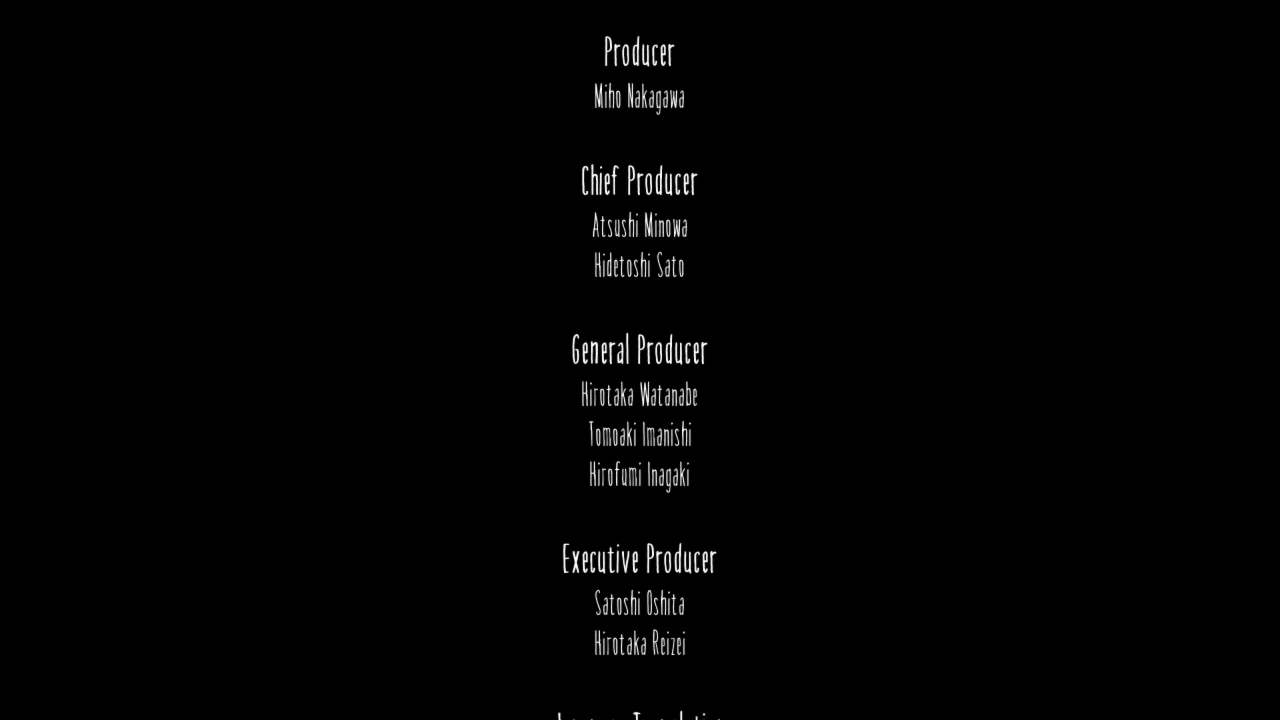 Producer
Miho Nakagawa
Chief Producer
Atsushi Minowa
Hidetoshi Sato
General Producer
Hirotaka Watanabe
Tomoaki Imanishi
Hirofumi Inagaki
Executive Producer
Satoshi Oshita
Hirotaka Reizei